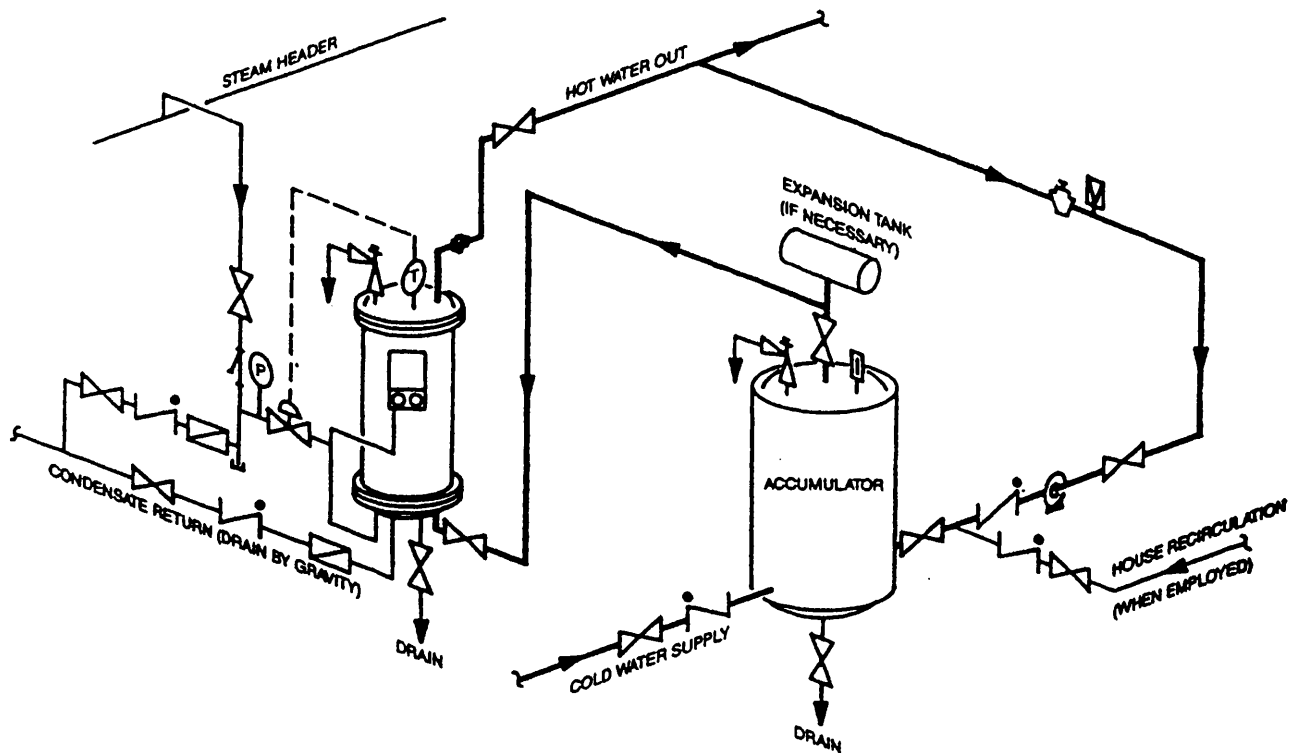 STEAM HEADER
HOT WATER OUT
EXPANSION TANK
(IF NECESSARY)
T
P
CONDENSATE RETURN (DRAIN BY GRAVITY)
ACCUMULATOR
HOUSE RECIRCULATION
(WHEN EMPLOYED)
DRAIN
COLD WATER SUPPLY
DRAIN